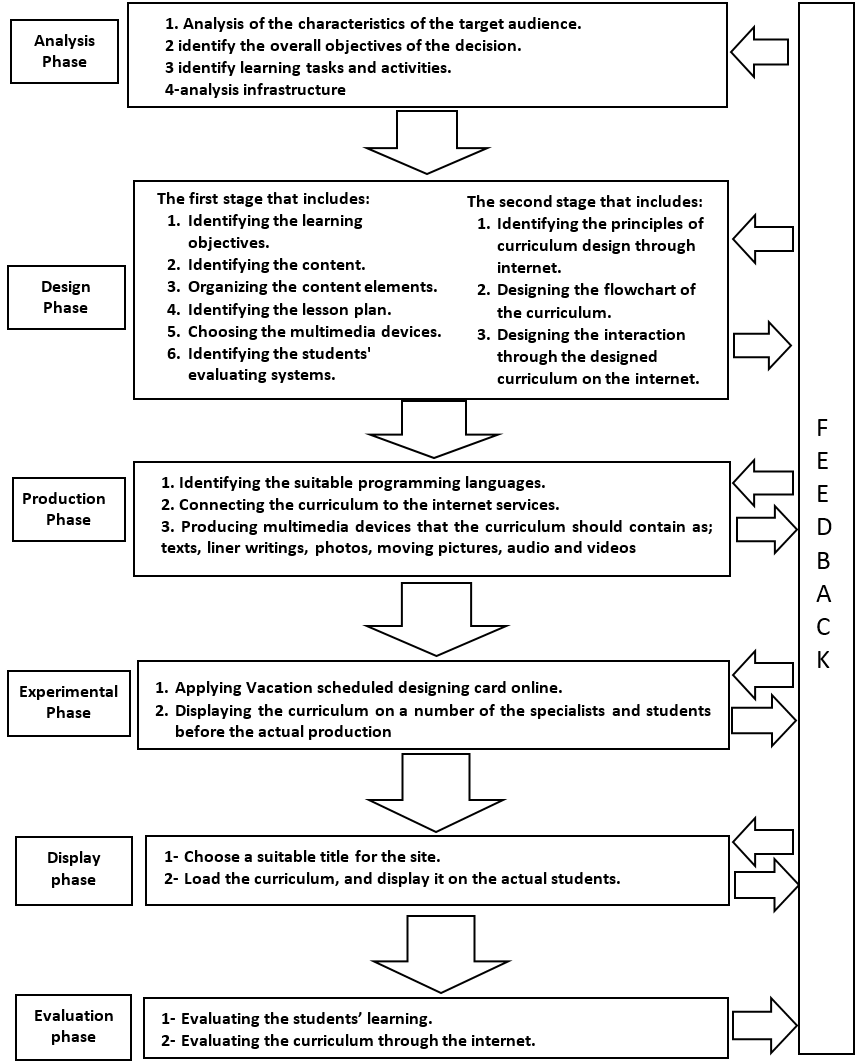 Analysis
Phase
1. Analysis of the characteristics of the target audience.
2 identify the overall objectives of the decision.
3 identify learning tasks and activities.
4-analysis infrastructure
Design
Phase
The first stage that includes:
1. Identifying the learning
objectives.
2. Identifying the content.
3. Organizing the content elements.
4. Identifying the lesson plan.
5. Choosing the multimedia devices.
6. Identifying the students'
evaluating systems.
The second stage that includes:
1. Identifying the principles of
curriculum design through
internet.
2. Designing the flowchart of
the curriculum.
3. Designing the interaction
through the designed
curriculum on the internet.
Production
Phase
1. Identifying the suitable programming languages.
2. Connecting the curriculum to the internet services.
3. Producing multimedia devices that the curriculum should contain as;
texts, liner writings, photos, moving pictures, audio and videos
Experimental
Phase
1. Applying Vacation scheduled designing card online.
2. Displaying the curriculum on a number of the specialists and students
before the actual production
Display
phase
1- Choose a suitable title for the site.
2- Load the curriculum, and display it on the actual students.
Evaluation
phase
1- Evaluating the students’ learning.
2- Evaluating the curriculum through the internet.
F
E
E
D
B
A
C
K